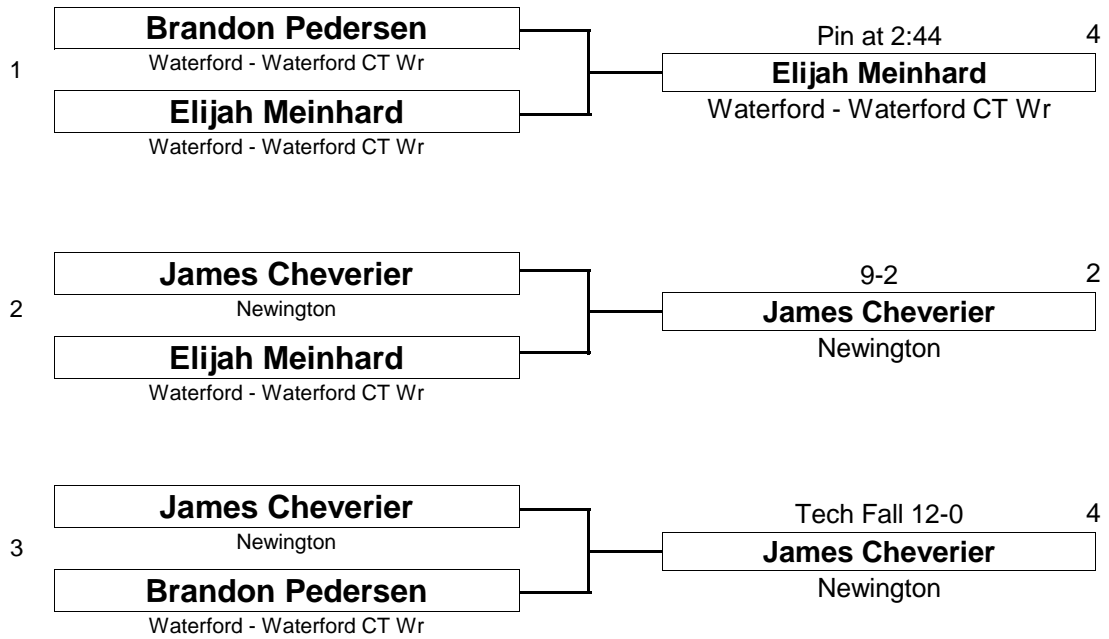 Brandon Pedersen
Waterford - Waterford CT Wr
1
Elijah Meinhard
Waterford - Waterford CT Wr
Pin at 2:44 4
Elijah Meinhard
Waterford - Waterford CT Wr
James Cheverier
Newington
2
Elijah Meinhard
Waterford - Waterford CT Wr
9-2 2
James Cheverier
Newington
James Cheverier
Newington
3
Brandon Pedersen
Waterford - Waterford CT Wr
Tech Fall 12-0 4
James Cheverier
Newington